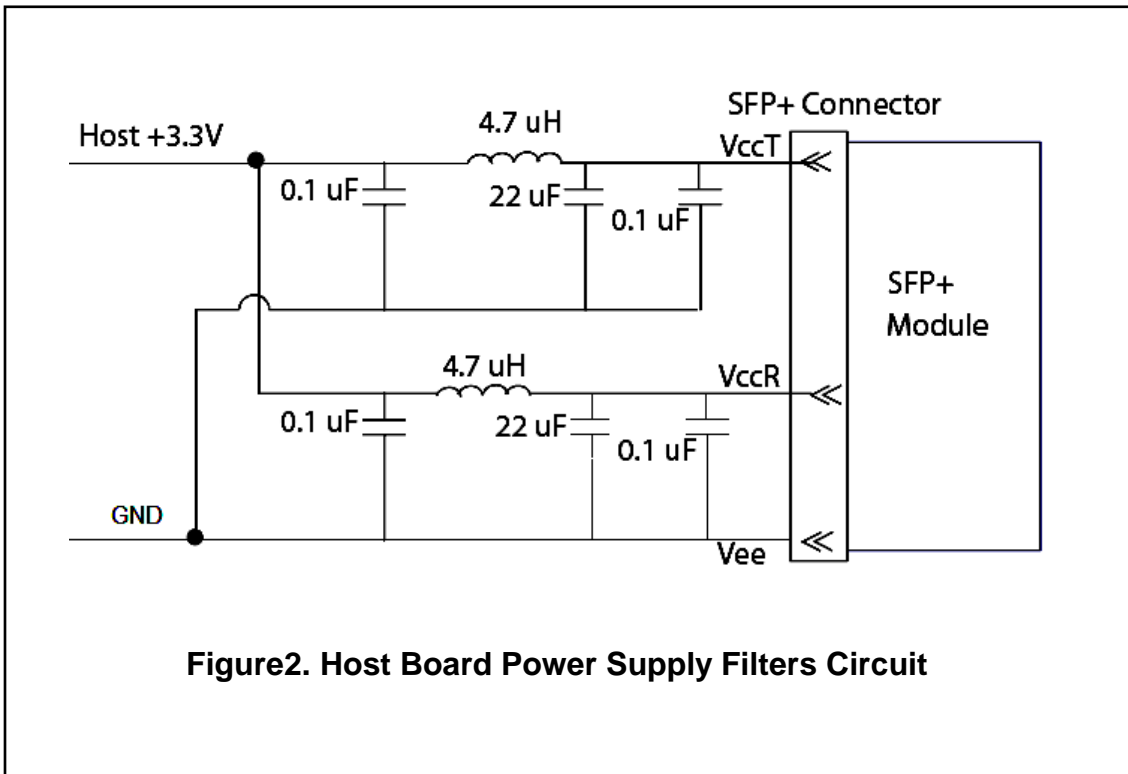 SFP+ Connector
Host +3.3V
4.7 uH
VccT
0.1 uF
22 uF
0.1 uF
SFP+
Module
4.7 uH
VccR
0.1 uF
22 uF
0.1 uF
GND
Vee
Figure2. Host Board Power Supply Filters Circuit